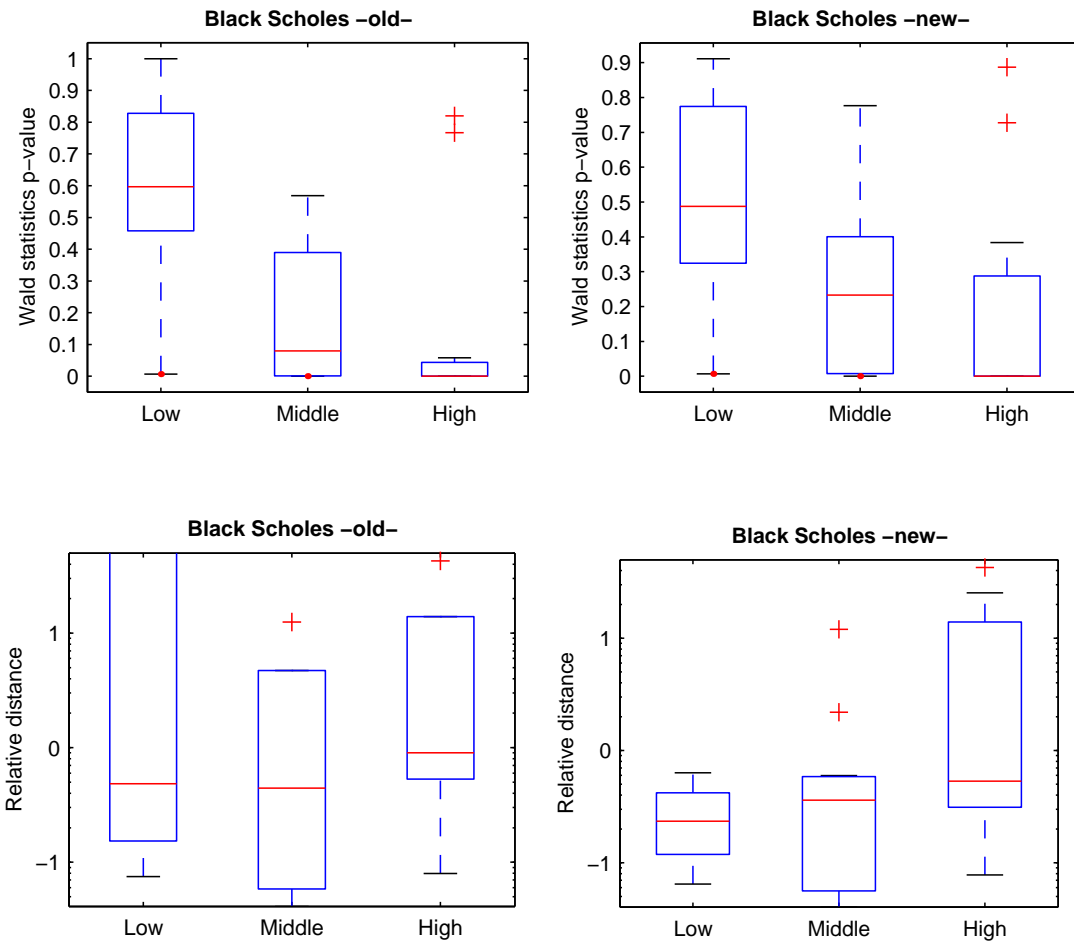 Black Scholes –old–
Wald statistics p–value
1
0.9
0.8
0.7
0.6
0.5
0.4
0.3
0.2
0.1
0
Low Middle High
Black Scholes –new–
Wald statistics p–value
0.9
0.8
0.7
0.6
0.5
0.4
0.3
0.2
0.1
0
Low Middle High
Black Scholes –old–
Relative distance
1
0
–1
Low Middle High
Black Scholes –new–
Relative distance
1
0
–1
Low Middle High